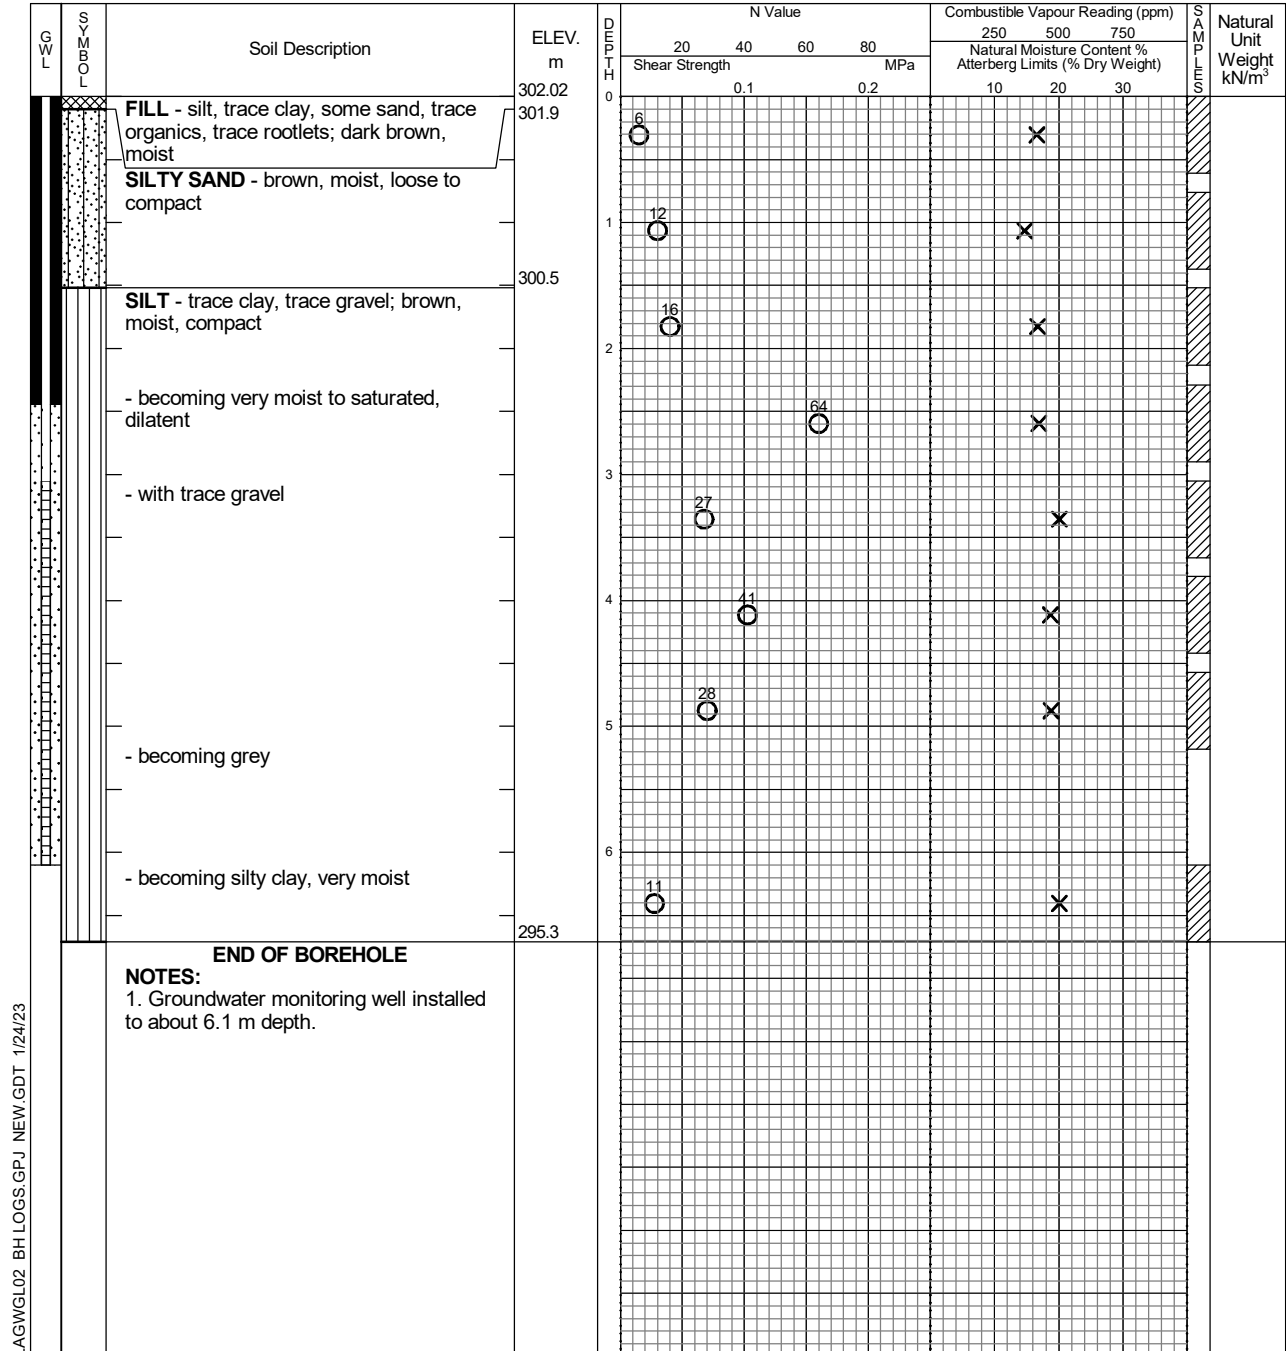 GWL
SYMBOL
Soil Description
ELEV.
m
DEPTH
N Value
20 40 60 80
Shear Strength MPa
0.1 0.2
Combustible Vapour Reading (ppm)
250 500 750
Natural Moisture Content %
Atterberg Limits (% Dry Weight)
10 20 30
SAMPLES
Natural
Unit
Weight
kN/m³
302.02
0
FILL - silt, trace clay, some sand, trace
organics, trace rootlets; dark brown,
moist
301.9
6
SILTY SAND - brown, moist, loose to
compact
12
1
300.5
SILT - trace clay, trace gravel; brown,
moist, compact
16
2
- becoming very moist to saturated,
dilatent
64
3
- with trace gravel
27
4
41
28
5
- becoming grey
6
- becoming silty clay, very moist
11
295.3
END OF BOREHOLE
NOTES:
1. Groundwater monitoring well installed
to about 6.1 m depth.
AGWGL02 BH LOGS.GPJ NEW.GDT 1/24/23